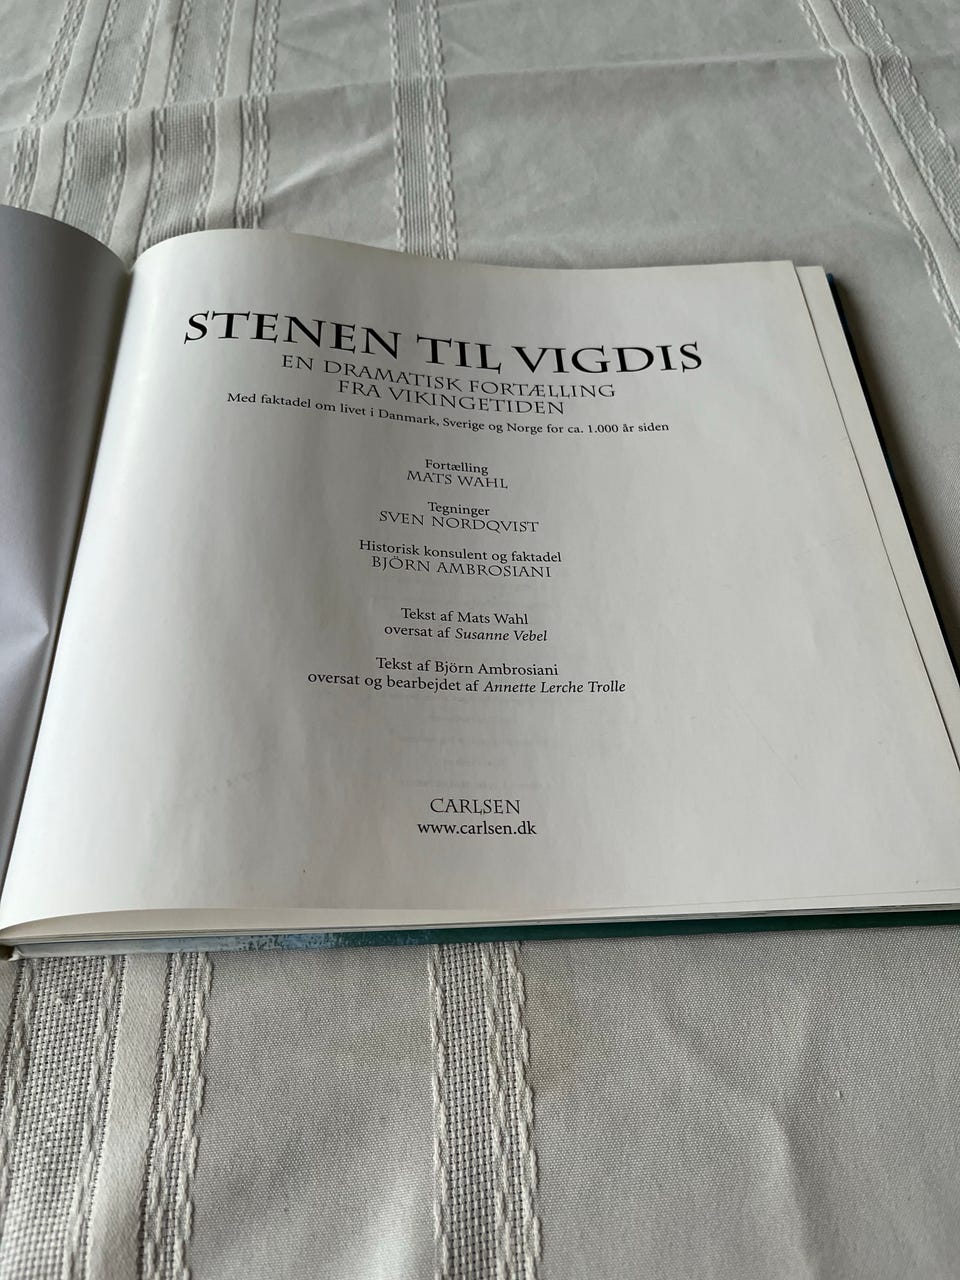 STENEN TIL VIGDIS
EN DRAMATISK FORTÆLLING
FRA VIKINGETIDEN
Med faktadel om livet i Danmark, Sverige og Norge for ca. 1.000 år siden
Fortælling
MATS WAHL
Tegninger
SVEN NORDQVIST
Historisk konsulent og faktadel
BJÖRN AMBROSIANI
Tekst af Mats Wahl
oversat af Susanne Vebel
Tekst af Björn Ambrosiani
oversat og bearbejdet af Annette Lerche Trolle
CARLSEN
www.carlsen.dk